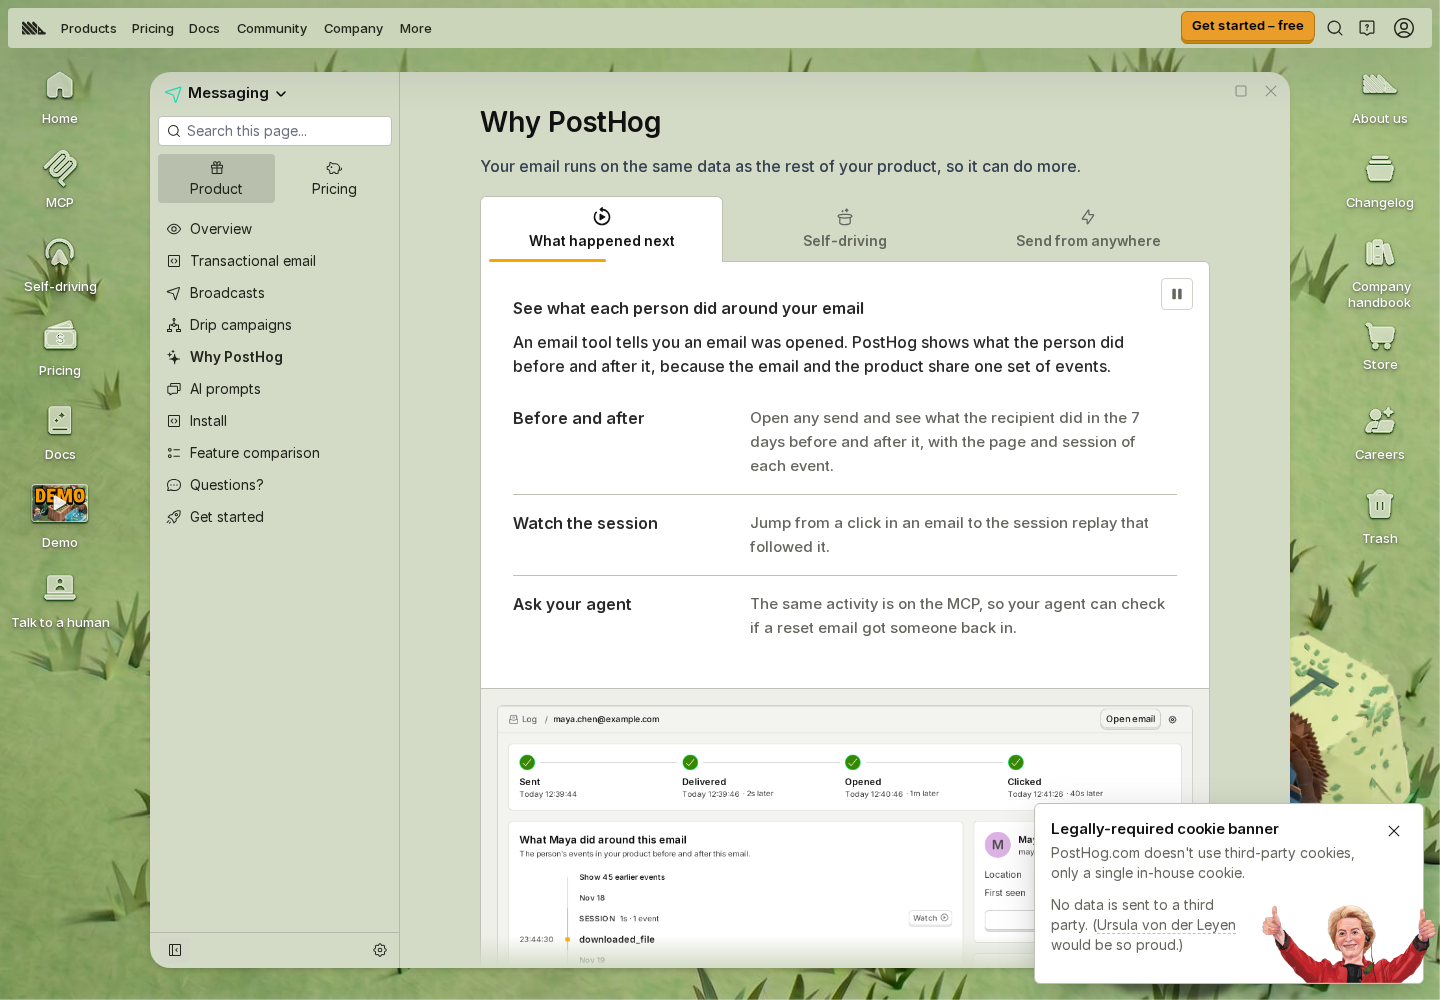 Products
Pricing
Docs
Community
Company
More
Get started – free
Home
MCP
Self-driving
Pricing
Docs
DEMO
Demo
Talk to a human
Messaging
Search this page...
Product
Pricing
Overview
Transactional email
Broadcasts
Drip campaigns
Why PostHog
AI prompts
Install
Feature comparison
Questions?
Get started
Why PostHog
Your email runs on the same data as the rest of your product, so it can do more.
What happened next
Self-driving
Send from anywhere
See what each person did around your email
An email tool tells you an email was opened. PostHog shows what the person did
before and after it, because the email and the product share one set of events.
Before and after
Open any send and see what the recipient did in the 7
days before and after it, with the page and session of
each event.
Watch the session
Jump from a click in an email to the session replay that
followed it.
Ask your agent
The same activity is on the MCP, so your agent can check
if a reset email got someone back in.
Log / maya.chen@example.com
Open email
Sent
Today 12:39:44
Delivered
Today 12:39:46 · 2s later
Opened
Today 12:40:46 · 1m later
Clicked
Today 12:41:26 · 40s later
What Maya did around this email
The person's events in your product before and after this email.
Show 45 earlier events
Nov 18
SESSION 1s · 1 event
Watch
23:44:30 downloaded_file
Nov 19
M
Location
First seen
About us
Changelog
Company
handbook
Store
Careers
Trash
Legally-required cookie banner
PostHog.com doesn't use third-party cookies,
only a single in-house cookie.
No data is sent to a third
party. (Ursula von der Leyen
would be so proud.)